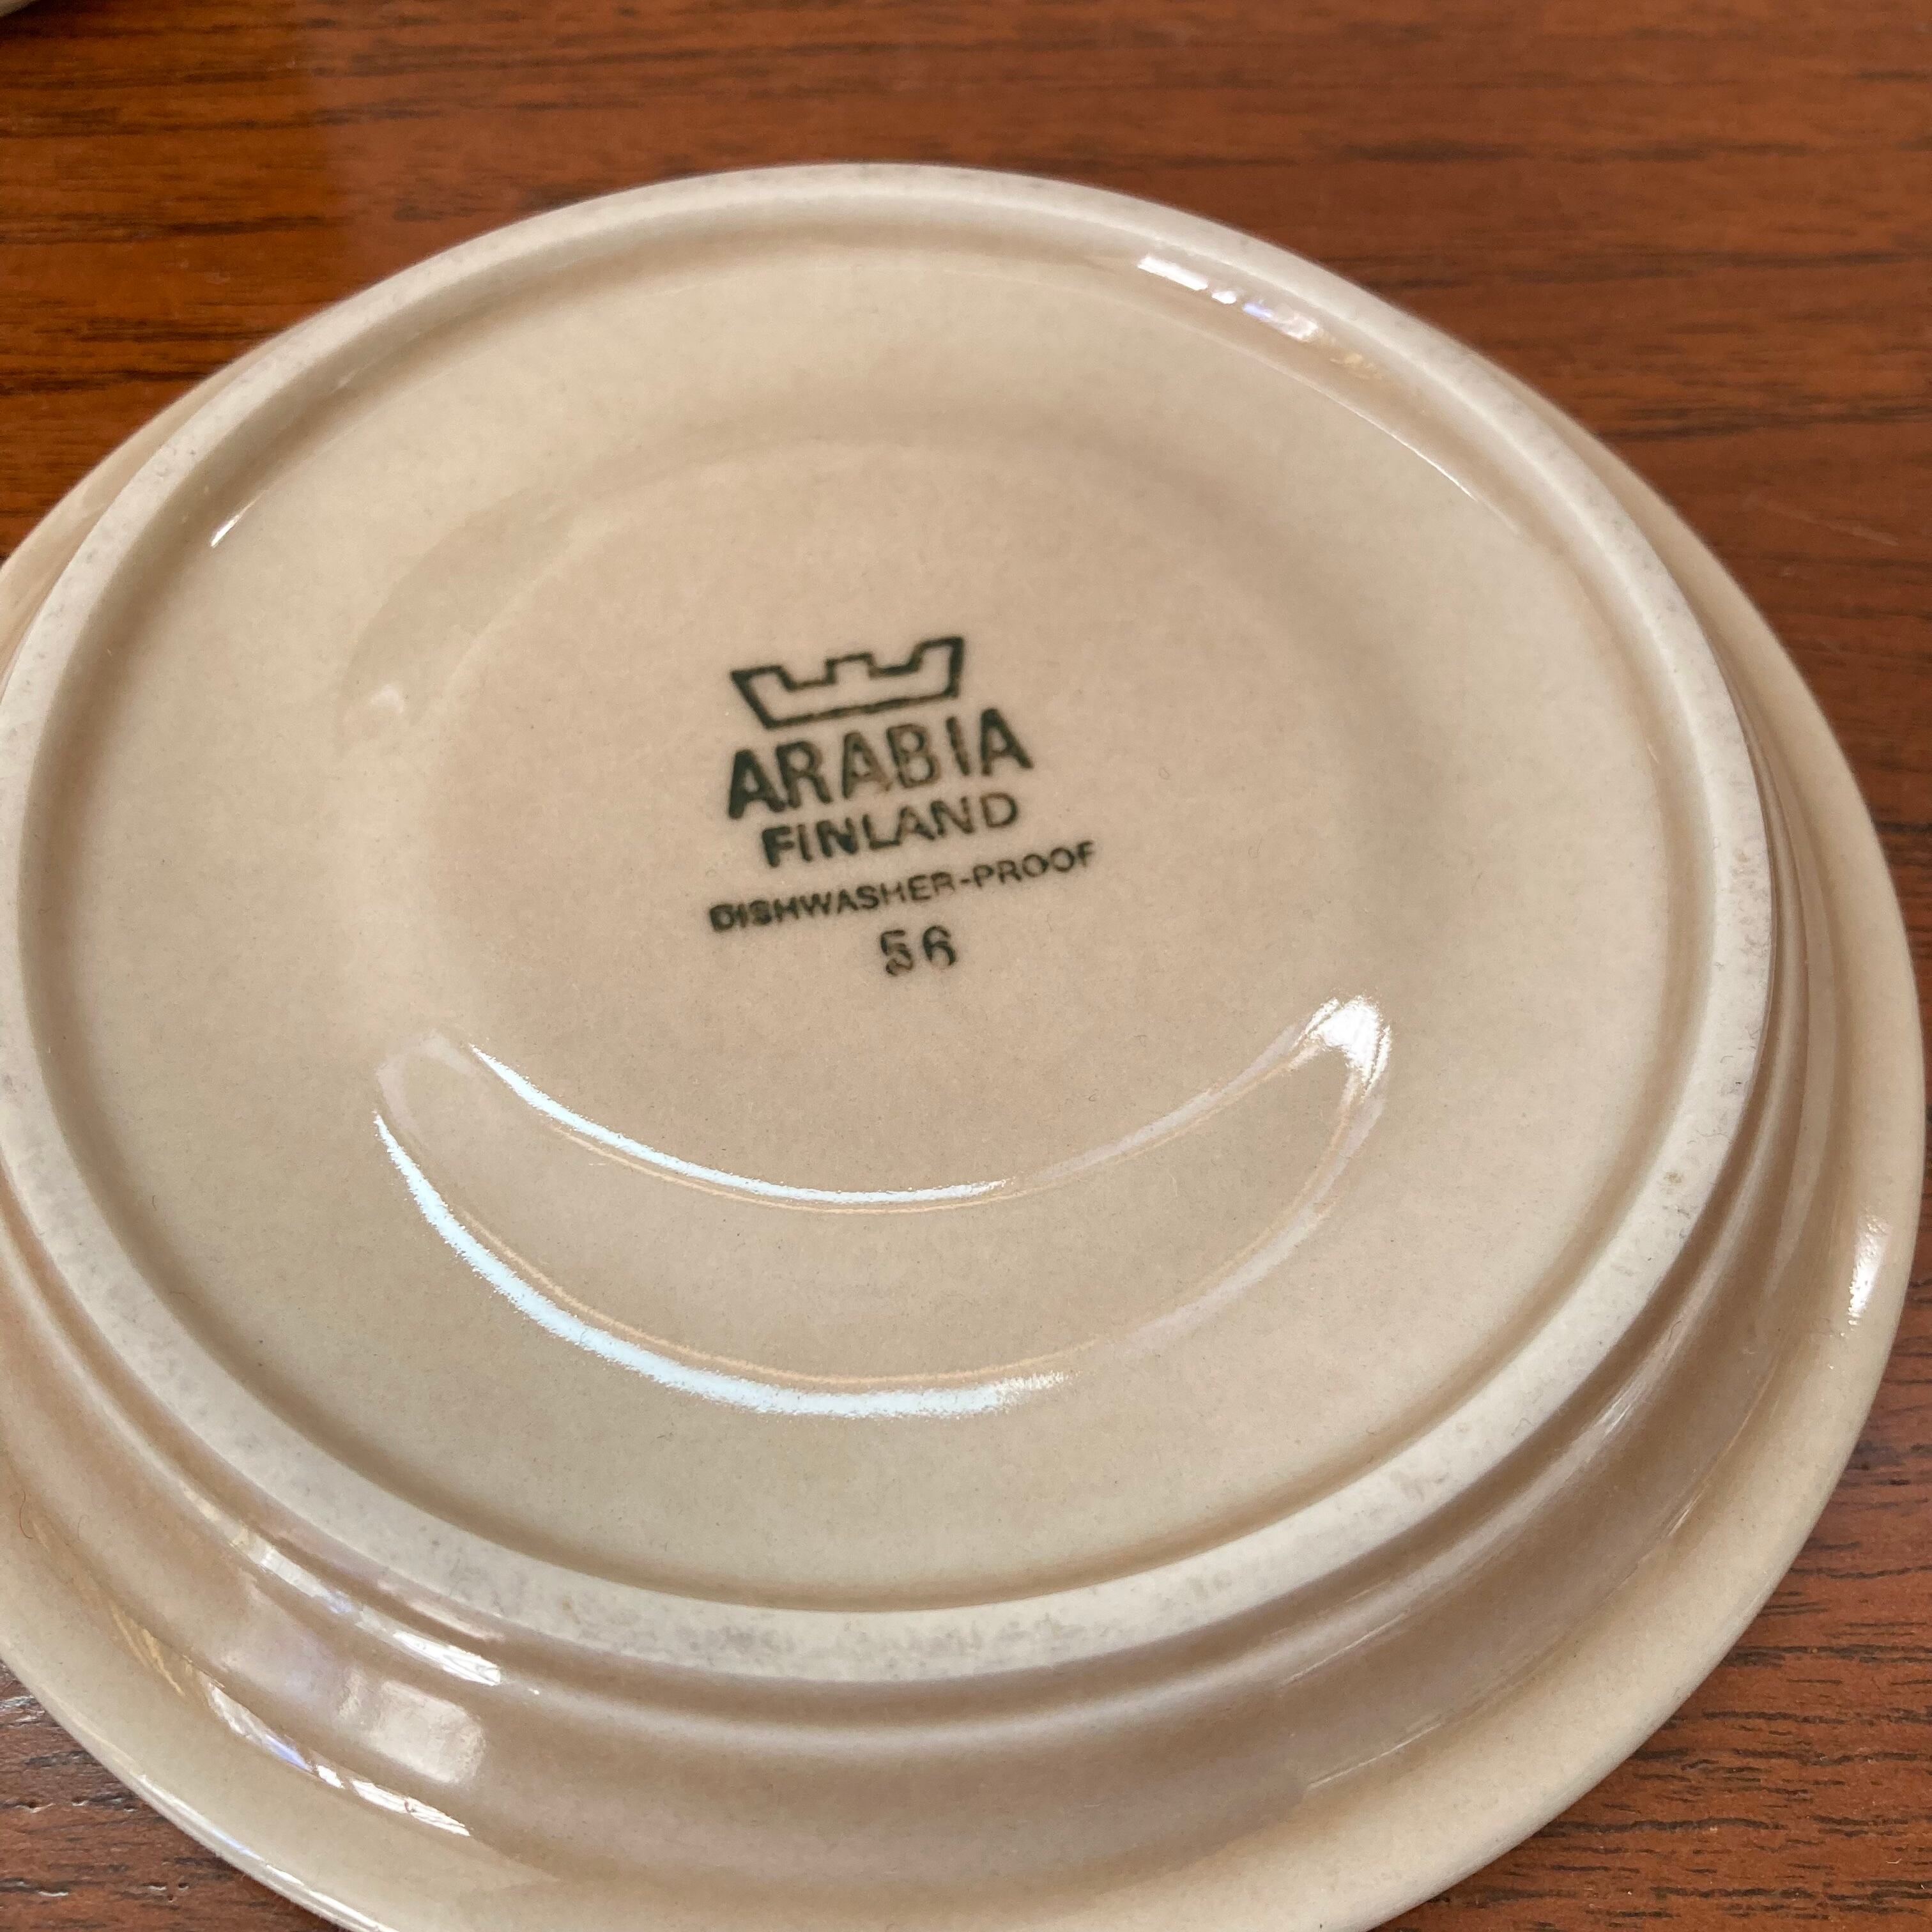 ARABIA
FINLAND
DISHWASHER-PROOF
56